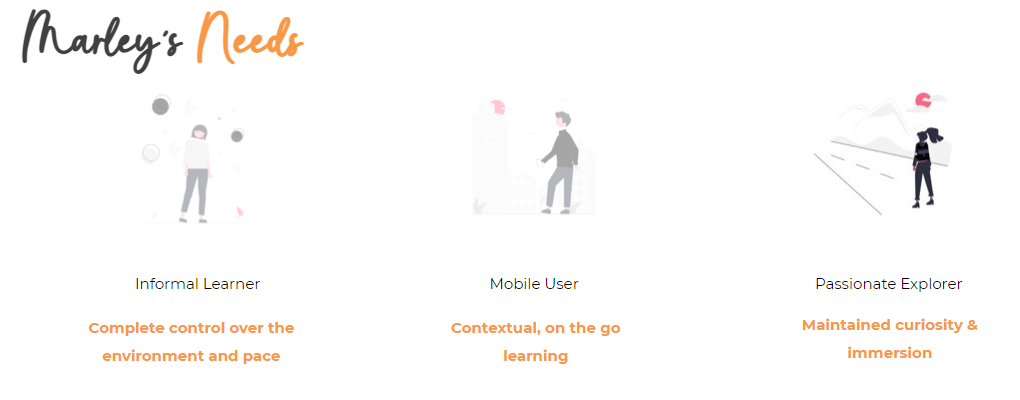 Marley's Needs
Informal Learner
Complete control over the
environment and pace
Mobile User
Contextual, on the go
learning
Passionate Explorer
Maintained curiosity &
immersion